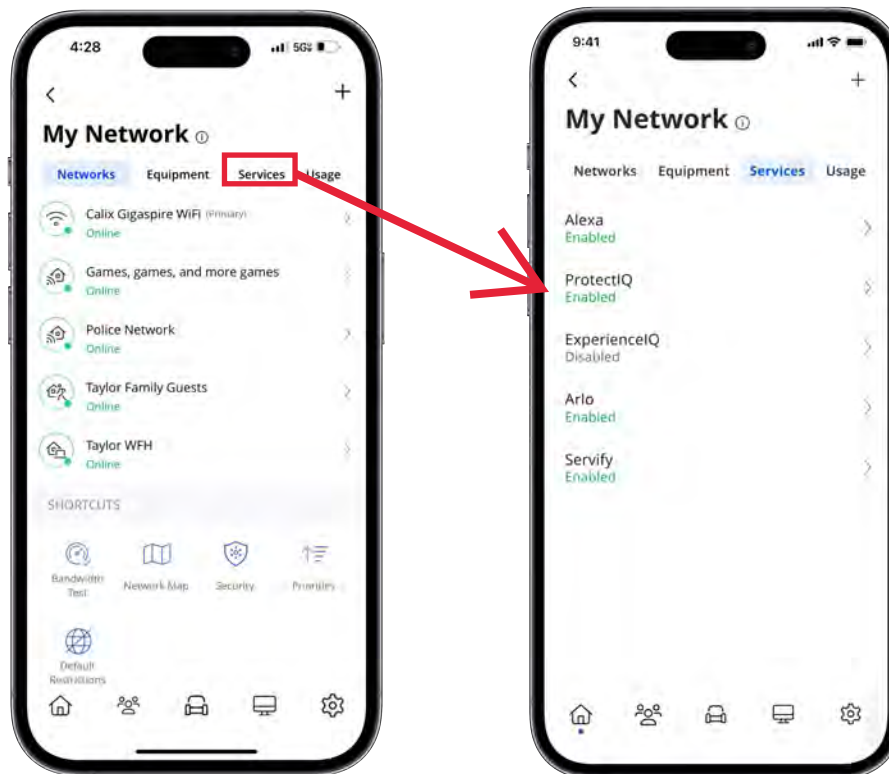 4:28
5G
My Network
Networks Equipment Services Usage
Calix Gigaspire WiFi (Primary)
Online
Games, games, and more games
Online
Police Network
Online
Taylor Family Guests
Online
Taylor WFH
Online
SHORTCUTS
Bandwidth
Test
Network Map
Security
Priorities
Default
Restrictions
9:41
My Network
Networks Equipment Services Usage
Alexa
Enabled
ProtectIQ
Enabled
ExperienceIQ
Disabled
Arlo
Enabled
Servify
Enabled